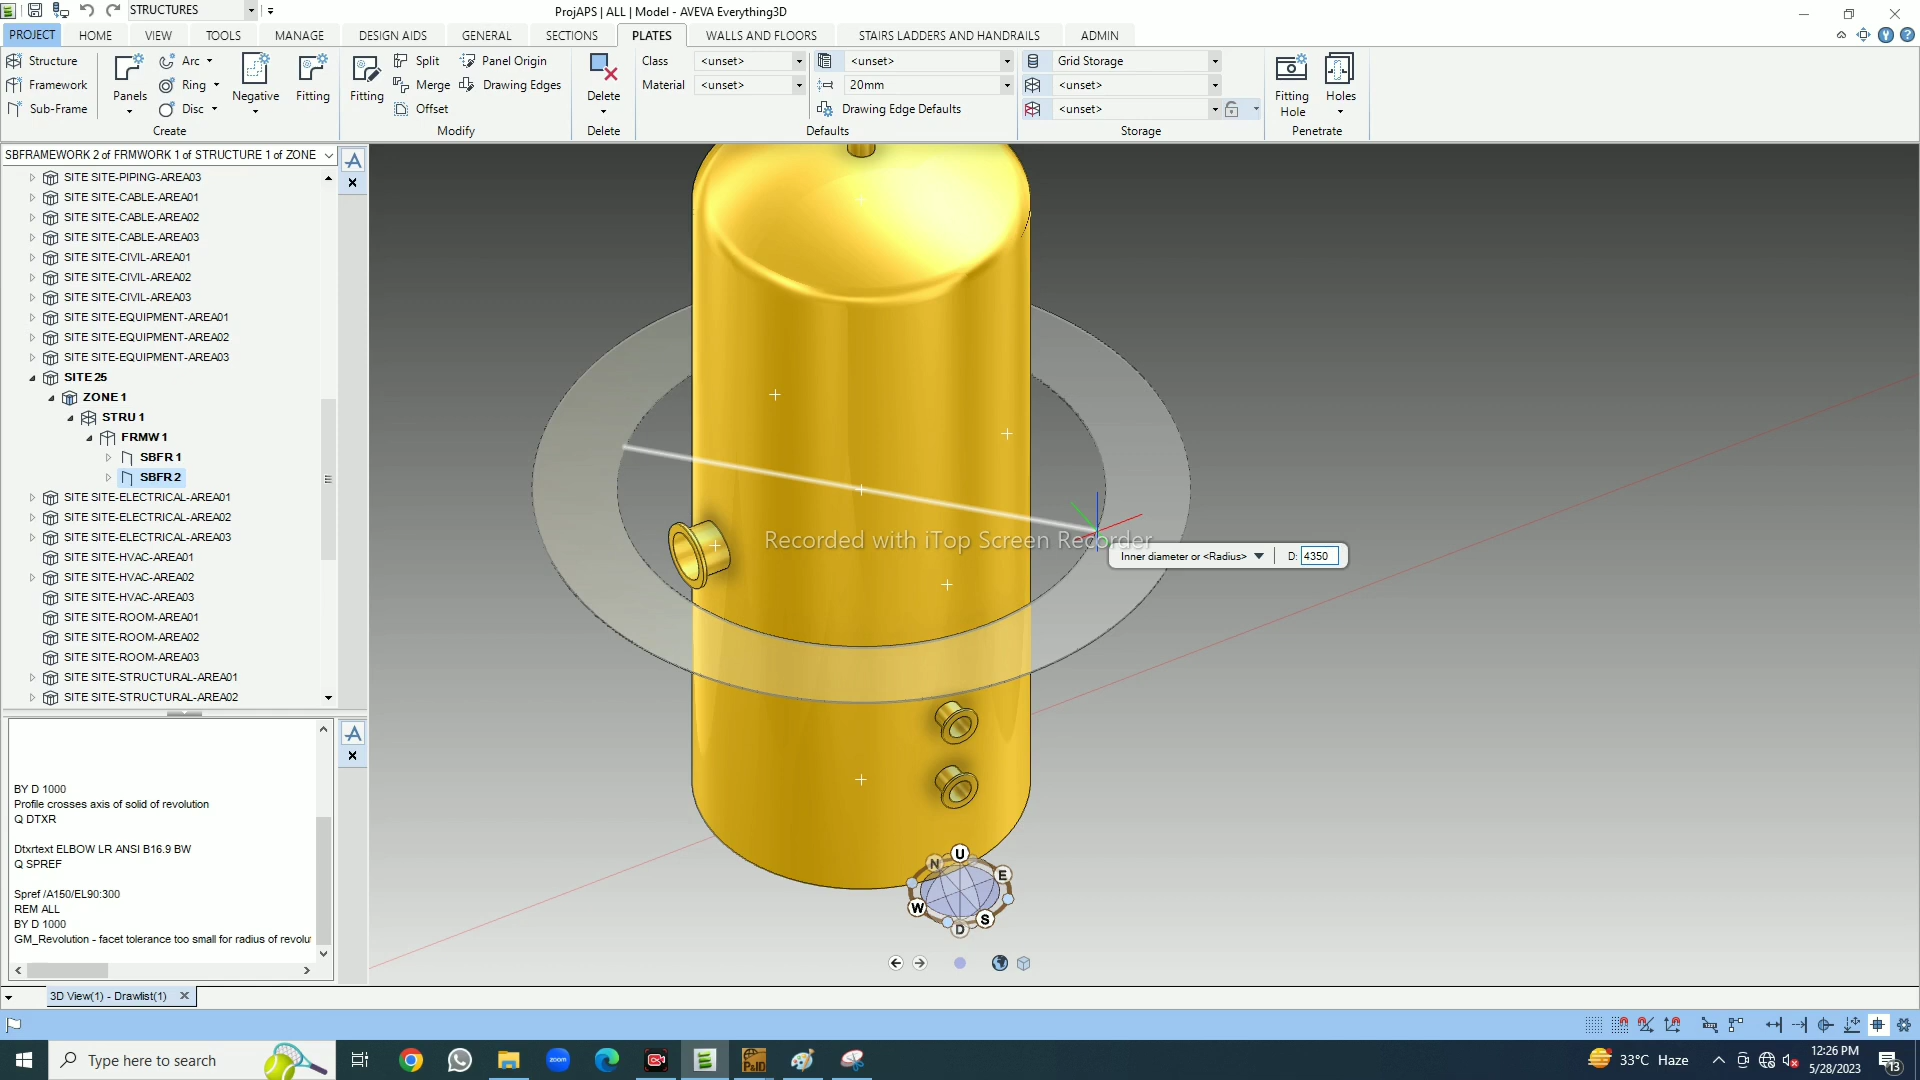 STRUCTURES
ProjAPS | ALL | Model - AVEVA Everything3D
PROJECT HOME VIEW TOOLS MANAGE DESIGN AIDS GENERAL SECTIONS PLATES WALLS AND FLOORS STAIRS LADDERS AND HANDRAILS ADMIN
Structure
Framework
Sub-Frame
Panels
Arc
Ring
Disc
Negative
Fitting
Create
Fitting
Split
Merge
Offset
Panel Origin
Drawing Edges
Modify
Delete
Delete
Class <unset>
Material <unset>
<unset>
20mm
Drawing Edge Defaults
Defaults
Grid Storage
<unset>
<unset>
Storage
Fitting
Hole
Holes
Penetrate
SBFRAMEWORK 2 of FRMWORK 1 of STRUCTURE 1 of ZONE
SITE SITE-PIPING-AREA03
SITE SITE-CABLE-AREA01
SITE SITE-CABLE-AREA02
SITE SITE-CABLE-AREA03
SITE SITE-CIVIL-AREA01
SITE SITE-CIVIL-AREA02
SITE SITE-CIVIL-AREA03
SITE SITE-EQUIPMENT-AREA01
SITE SITE-EQUIPMENT-AREA02
SITE SITE-EQUIPMENT-AREA03
SITE 25
ZONE 1
STRU 1
FRMW 1
SBFR 1
SBFR 2
SITE SITE-ELECTRICAL-AREA01
SITE SITE-ELECTRICAL-AREA02
SITE SITE-ELECTRICAL-AREA03
SITE SITE-HVAC-AREA01
SITE SITE-HVAC-AREA02
SITE SITE-HVAC-AREA03
SITE SITE-ROOM-AREA01
SITE SITE-ROOM-AREA02
SITE SITE-ROOM-AREA03
SITE SITE-STRUCTURAL-AREA01
SITE SITE-STRUCTURAL-AREA02
Recorded with iTop Screen Recorder
Inner diameter or <Radius> D: 4350
BY D 1000
Profile crosses axis of solid of revolution
Q DTXR
Dtxrtext ELBOW LR ANSI B16.9 BW
Q SPREF
Spref /A150/EL90:300
REM ALL
BY D 1000
GM_Revolution - facet tolerance too small for radius of revolu
U
N
E
W
S
D
3D View(1) - Drawlist(1)
Type here to search
zoom
P&ID
33°C Haze
12:26 PM
5/28/2023
13